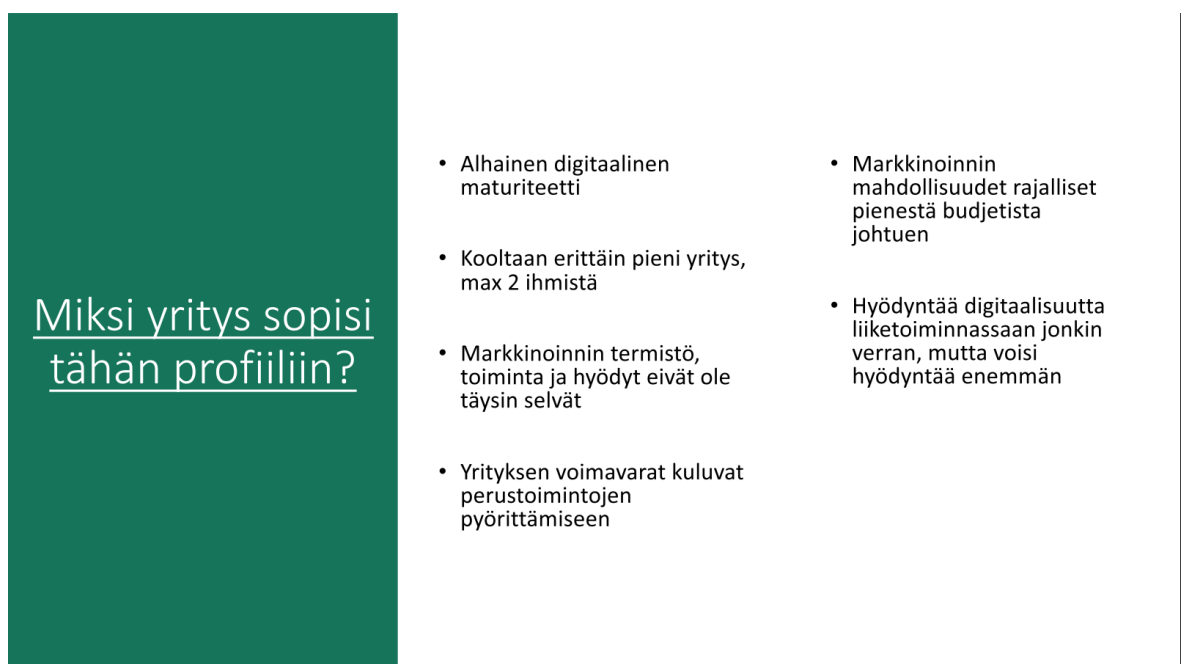 Miksi yritys sopisi
tähän profiiliin?
• Alhainen digitaalinen
maturiteetti
• Kooltaan erittäin pieni yritys,
max 2 ihmistä
• Markkinoinnin termistö,
toiminta ja hyödyt eivät ole
täysin selvät
• Yrityksen voimavarat kuluvat
perustoimintojen
pyörittämiseen
• Markkinoinnin
mahdollisuudet rajalliset
pienestä budjetista
johtuen
• Hyödyntää digitaalisuutta
liiketoiminnassaan jonkin
verran, mutta voisi
hyödyntää enemmän